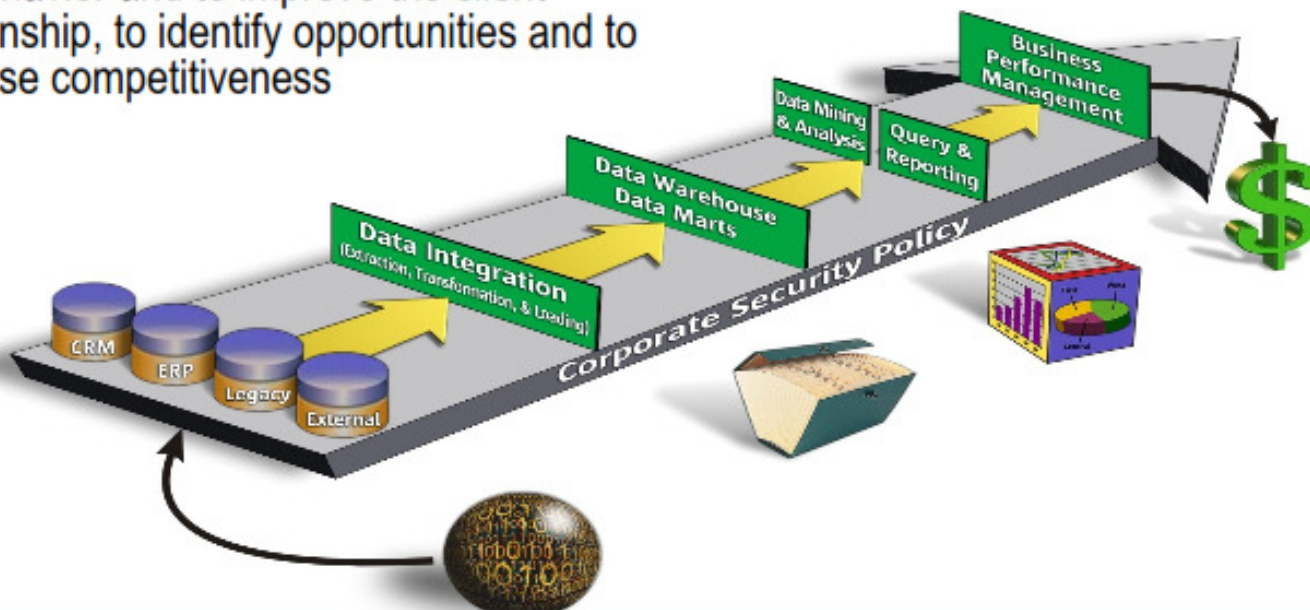 nship, to identify opportunities and to
se competitiveness
Business
Performance
Management
Data Mining
& Analysis
Query &
Reporting
Data Warehouse
Data Marts
Data Integration
(Extraction, Transformation, & Loading)
Corporate Security Policy
CRM
ERP
Legacy
External